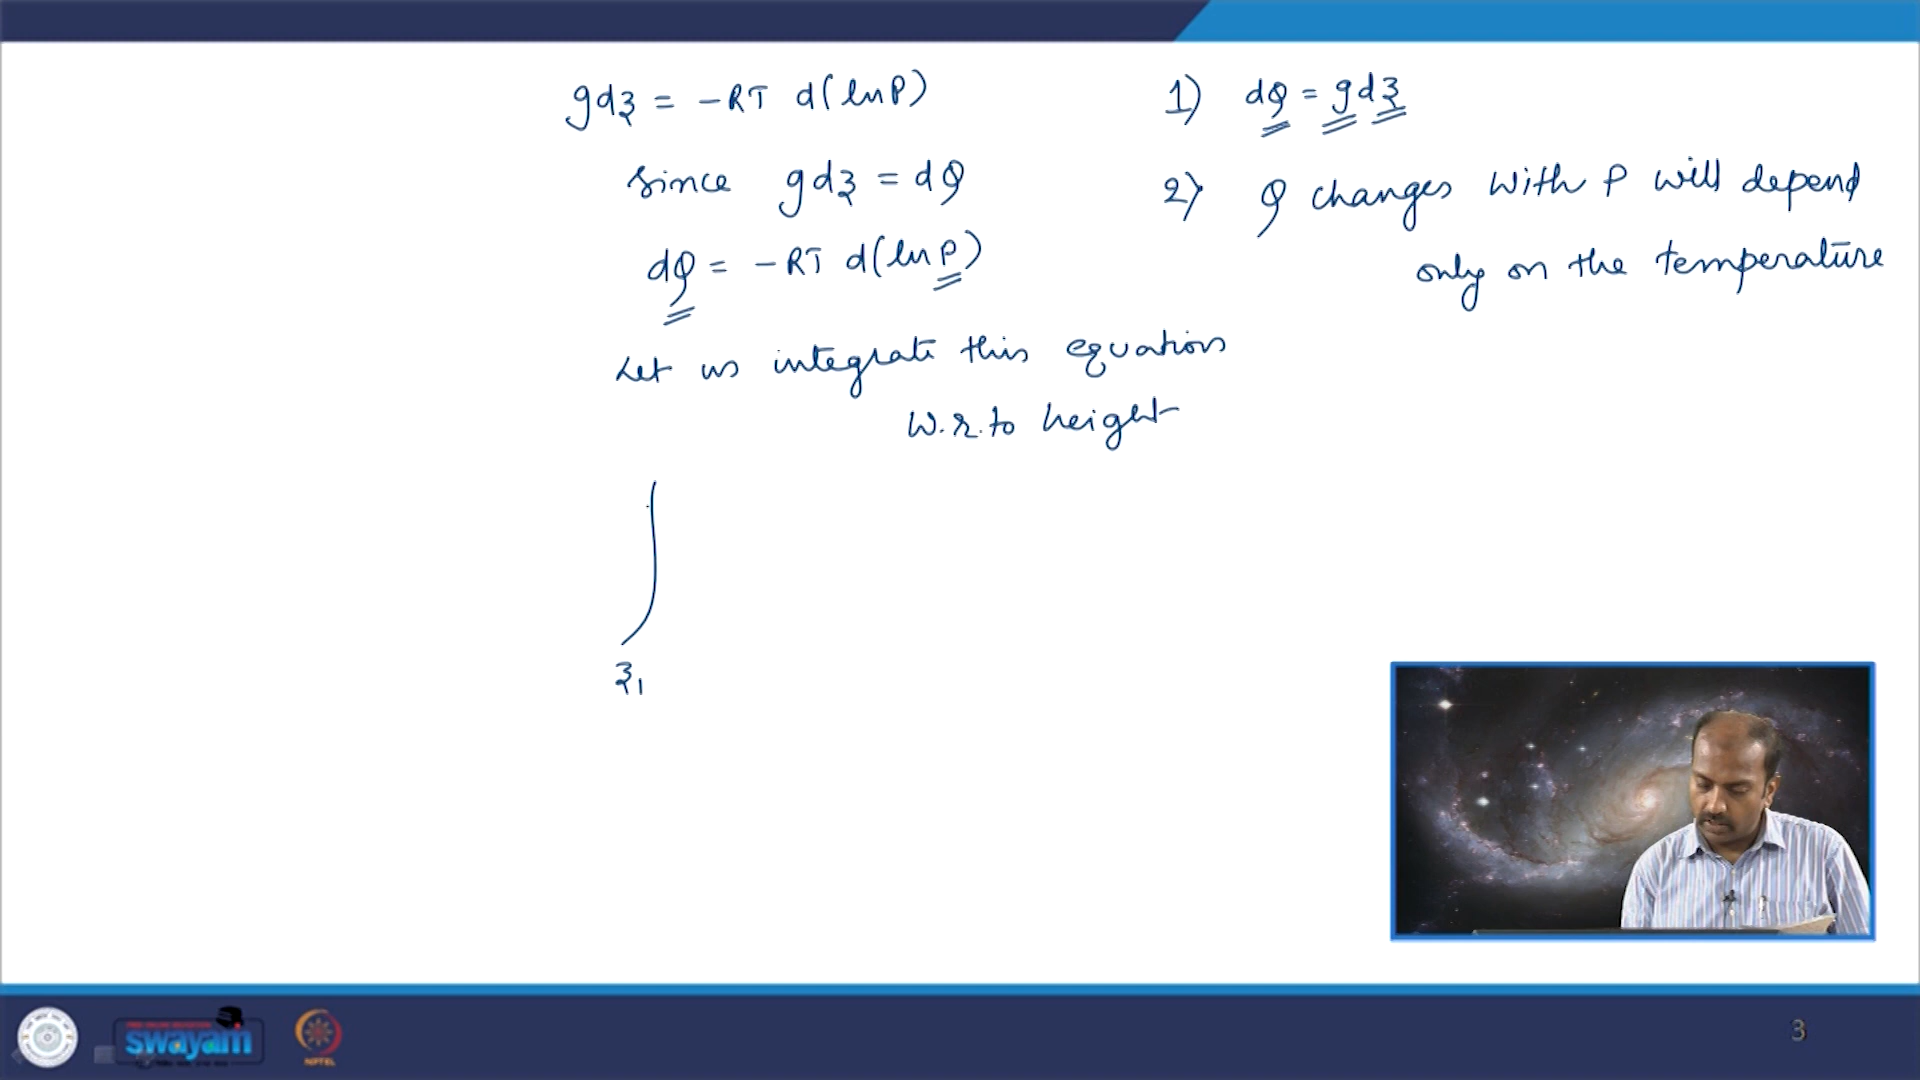 gdz = -RT d(lnP)
since gdz = dφ
dφ = -RT d(lnP)
Let us integrate this equation
W.r.to height
∫
z₁
1) dφ = gdz
2) φ changes with P will depend
only on the temperature
swayam
NPTEL
3